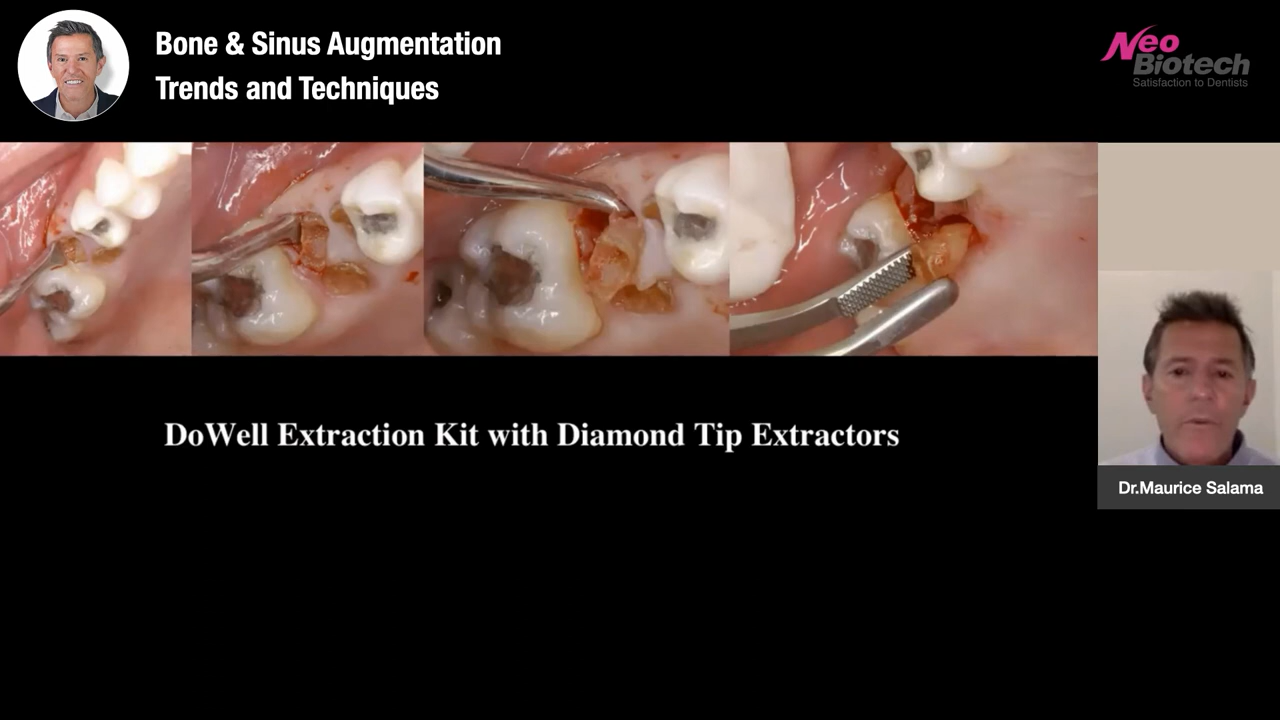 Bone & Sinus Augmentation
Trends and Techniques
Neo
Biotech
Satisfaction to Dentists
DoWell Extraction Kit with Diamond Tip Extractors
Dr.Maurice Salama